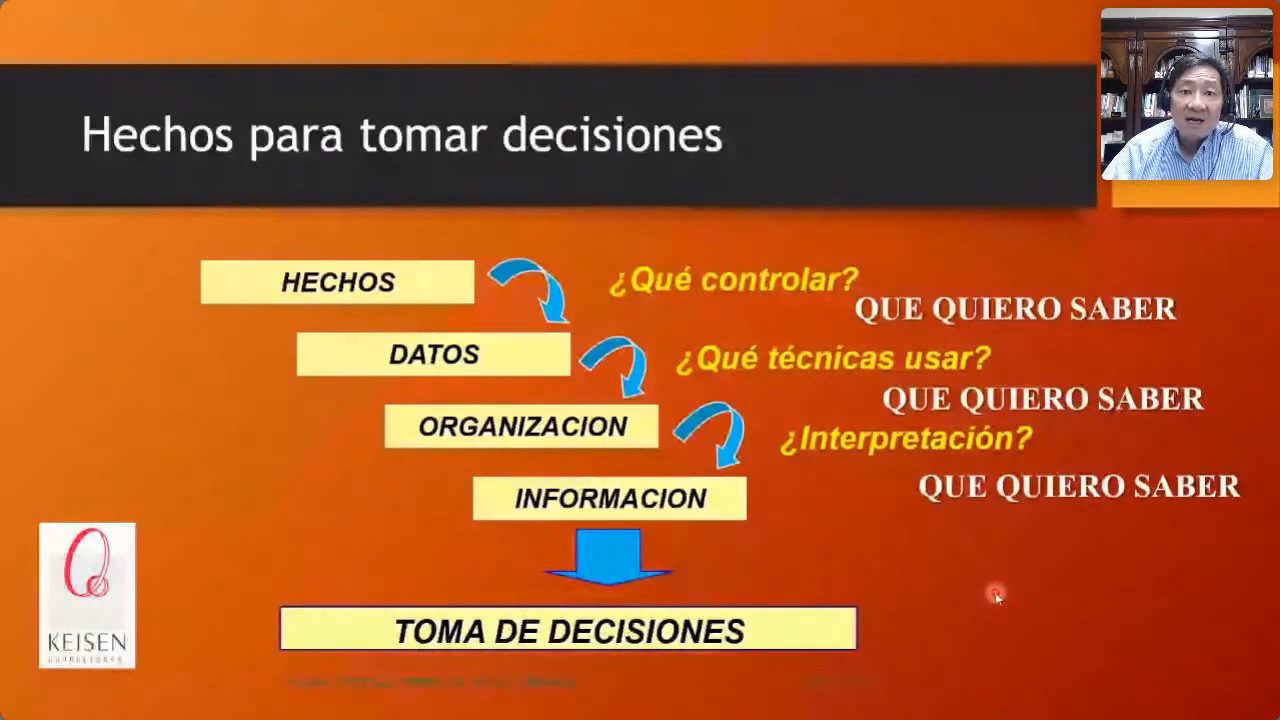 Hechos para tomar decisiones
HECHOS
¿Qué controlar?
QUE QUIERO SABER
DATOS
¿Qué técnicas usar?
QUE QUIERO SABER
ORGANIZACION
¿Interpretación?
QUE QUIERO SABER
INFORMACION
TOMA DE DECISIONES
KEISEN